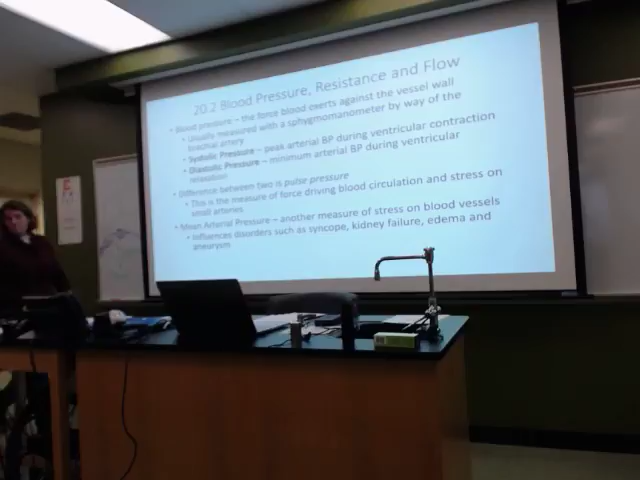 20.2 Blood Pressure, Resistance and Flow
• Blood pressure – the force blood exerts against the vessel wall
• Usually measured with a sphygmomanometer by way of the
brachial artery
• Systolic Pressure – peak arterial BP during ventricular contraction
• Diastolic Pressure – minimum arterial BP during ventricular
relaxation
• Difference between two is pulse pressure
• This is the measure of force driving blood circulation and stress on
small arteries
• Mean Arterial Pressure – another measure of stress on blood vessels
• Influences disorders such as syncope, kidney failure, edema and
aneurysm